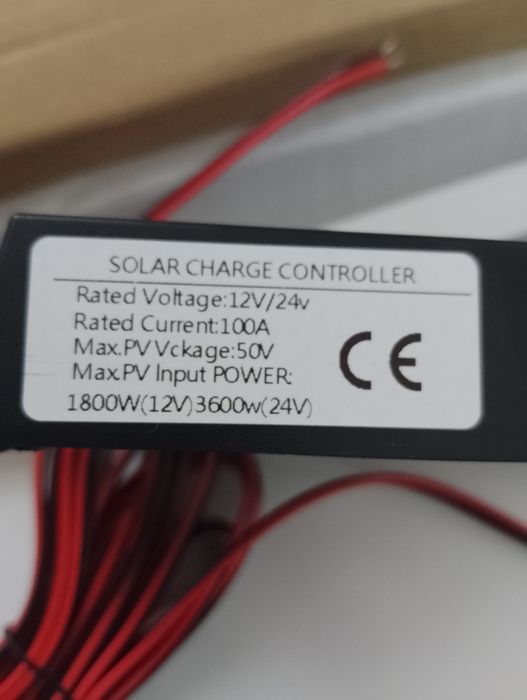 SOLAR CHARGE CONTROLLER
Rated Voltage:12V/24v
Rated Current:100A
Max.PV Vckage:50V
Max.PV Input POWER:
1800W(12V)3600w(24V)
CE